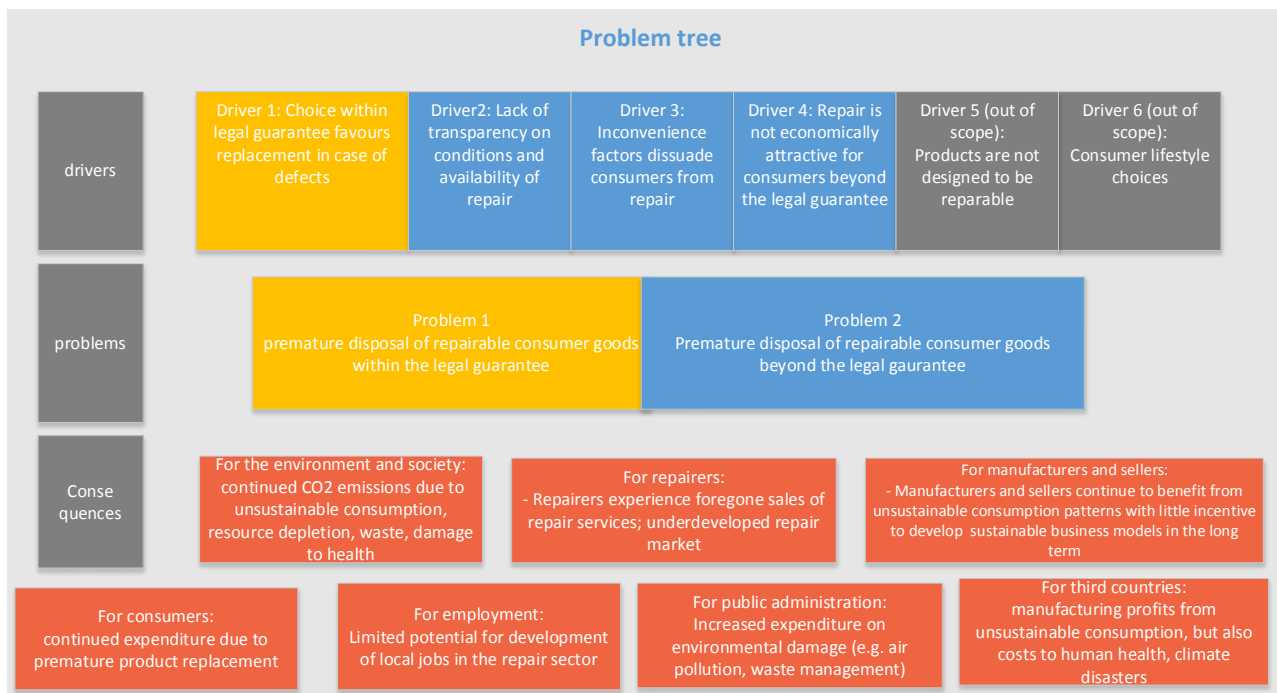 Problem tree
drivers
Driver 1: Choice within
legal guarantee favours
replacement in case of
defects
Driver2: Lack of
transparency on
conditions and
availability of
repair
Driver 3:
Inconvenience
factors dissuade
consumers from
repair
Driver 4: Repair is
not economically
attractive for
consumers beyond
the legal guarantee
Driver 5 (out of
scope):
Products are not
designed to be
reparable
Driver 6 (out of
scope):
Consumer lifestyle
choices
problems
Problem 1
premature disposal of repairable consumer goods
within the legal guarantee
Problem 2
Premature disposal of repairable consumer goods
beyond the legal gaurantee
Conse
quences
For the environment and society:
continued CO2 emissions due to
unsustainable consumption,
resource depletion, waste, damage
to health
For repairers:
- Repairers experience foregone sales of
repair services; underdeveloped repair
market
For manufacturers and sellers:
- Manufacturers and sellers continue to benefit from
unsustainable consumption patterns with little incentive
to develop sustainable business models in the long
term
For consumers:
continued expenditure due to
premature product replacement
For employment:
Limited potential for development
of local jobs in the repair sector
For public administration:
Increased expenditure on
environmental damage (e.g. air
pollution, waste management)
For third countries:
manufacturing profits from
unsustainable consumption, but also
costs to human health, climate
disasters